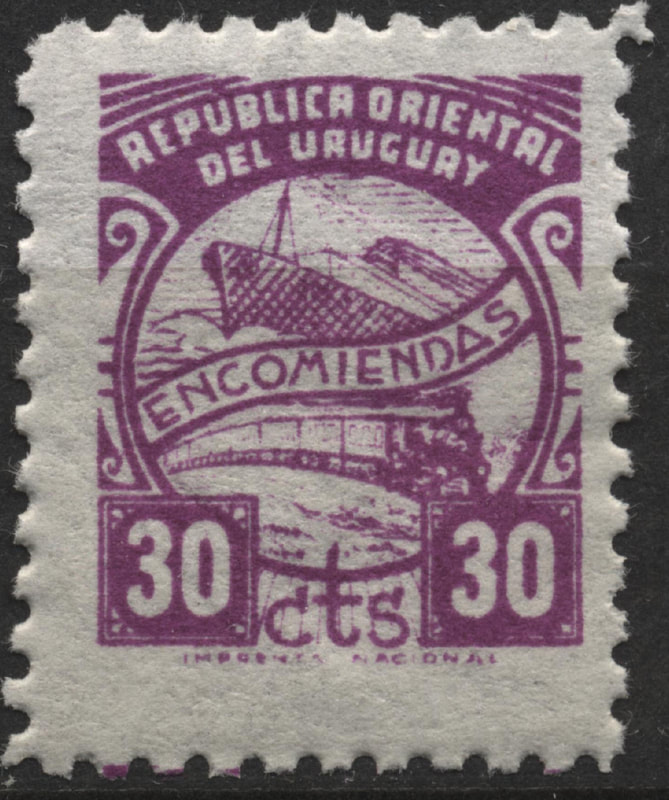 REPUBLICA ORIENTAL
DEL URUGUAY
ENCOMIENDAS
30 cts 30
IMPRENTA NACIONAL